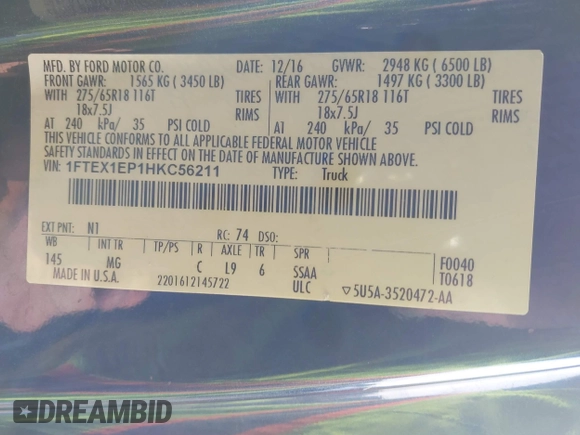 MFD. BY FORD MOTOR CO. DATE: 12/16 GVWR: 2948 KG ( 6500 LB)
FRONT GAWR: 1565 KG ( 3450 LB) REAR GAWR: 1497 KG ( 3300 LB)
WITH 275/65R18 116T TIRES WITH 275/65R18 116T TIRES
18x7.5J RIMS 18x7.5J RIMS
AT 240 kPa/ 35 PSI COLD AT 240 kPa/ 35 PSI COLD
THIS VEHICLE CONFORMS TO ALL APPLICABLE FEDERAL MOTOR VEHICLE
SAFETY STANDARDS IN EFFECT ON THE DATE OF MANUFACTURE SHOWN ABOVE.
VIN: 1FTEX1EP1HKC56211 TYPE: Truck
EXT PNT: N1 RC: 74 DSO:
WB INT TR TP/PS R AXLE TR SPR F0040
145 MG C L9 6 SSAA T0618
MADE IN U.S.A. 2201612145722 ULC ▽5U5A-3520472-AA
DREAMBID